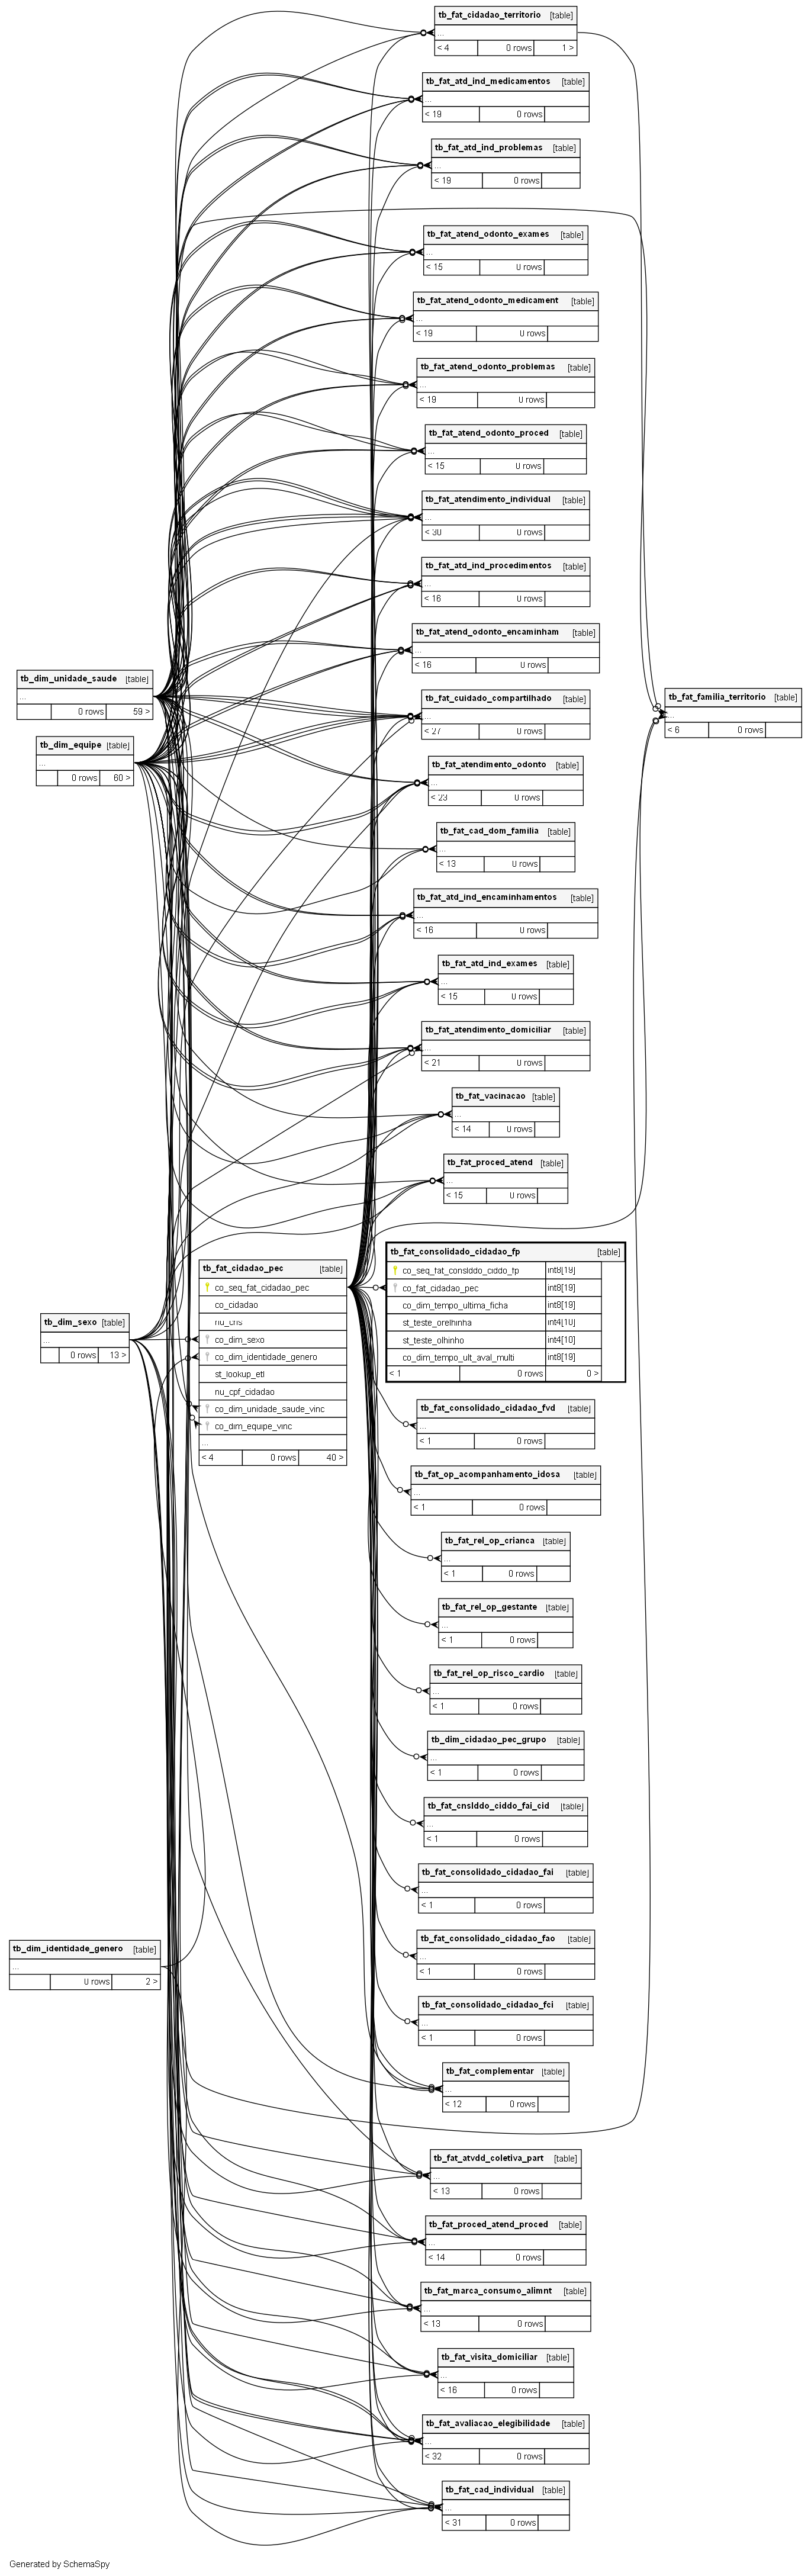 tb_fat_cidadao_territorio [table]
...
< 4 0 rows 1 >
tb_fat_atd_ind_medicamentos [table]
...
< 19 0 rows
tb_fat_atd_ind_problemas [table]
...
< 19 0 rows
tb_fat_atend_odonto_exames [table]
...
< 15 0 rows
tb_fat_atend_odonto_medicament [table]
...
< 19 0 rows
tb_fat_atend_odonto_problemas [table]
...
< 19 0 rows
tb_fat_atend_odonto_proced [table]
...
< 15 0 rows
tb_fat_atendimento_individual [table]
...
< 30 0 rows
tb_fat_atd_ind_procedimentos [table]
...
< 16 0 rows
tb_fat_atend_odonto_encaminham [table]
...
< 16 0 rows
tb_dim_unidade_saude [table]
...
0 rows 59 >
tb_fat_cuidado_compartilhado [table]
...
< 27 0 rows
tb_fat_familia_territorio [table]
...
< 6 0 rows
tb_dim_equipe [table]
...
0 rows 60 >
tb_fat_atendimento_odonto [table]
...
< 23 0 rows
tb_fat_cad_dom_familia [table]
...
< 13 0 rows
tb_fat_atd_ind_encaminhamentos [table]
...
< 16 0 rows
tb_fat_atd_ind_exames [table]
...
< 15 0 rows
tb_fat_atendimento_domiciliar [table]
...
< 21 0 rows
tb_fat_vacinacao [table]
...
< 14 0 rows
tb_fat_proced_atend [table]
...
< 15 0 rows
tb_dim_sexo [table]
...
0 rows 13 >
tb_fat_cidadao_pec [table]
co_seq_fat_cidadao_pec
co_cidadao
nu_cns
co_dim_sexo
co_dim_identidade_genero
st_lookup_etl
nu_cpf_cidadao
co_dim_unidade_saude_vinc
co_dim_equipe_vinc
...
< 4 0 rows 40 >
tb_fat_consolidado_cidadao_fp [table]
co_seq_fat_conslddo_ciddo_fp int8[19]
co_fat_cidadao_pec int8[19]
co_dim_tempo_ultima_ficha int8[19]
st_teste_orelhinha int4[10]
st_teste_olhinho int4[10]
co_dim_tempo_ult_aval_multi int8[19]
< 1 0 rows 0 >
tb_fat_consolidado_cidadao_fvd [table]
...
< 1 0 rows
tb_fat_op_acompanhamento_idosa [table]
...
< 1 0 rows
tb_fat_rel_op_crianca [table]
...
< 1 0 rows
tb_fat_rel_op_gestante [table]
...
< 1 0 rows
tb_fat_rel_op_risco_cardio [table]
...
< 1 0 rows
tb_dim_cidadao_pec_grupo [table]
...
< 1 0 rows
tb_fat_cnslddo_ciddo_fai_cid [table]
...
< 1 0 rows
tb_fat_consolidado_cidadao_fai [table]
...
< 1 0 rows
tb_fat_consolidado_cidadao_fao [table]
...
< 1 0 rows
tb_dim_identidade_genero [table]
...
0 rows 2 >
tb_fat_consolidado_cidadao_fci [table]
...
< 1 0 rows
tb_fat_complementar [table]
...
< 12 0 rows
tb_fat_atvdd_coletiva_part [table]
...
< 13 0 rows
tb_fat_proced_atend_proced [table]
...
< 14 0 rows
tb_fat_marca_consumo_alimnt [table]
...
< 13 0 rows
tb_fat_visita_domiciliar [table]
...
< 16 0 rows
tb_fat_avaliacao_elegibilidade [table]
...
< 32 0 rows
tb_fat_cad_individual [table]
...
< 31 0 rows
Generated by SchemaSpy